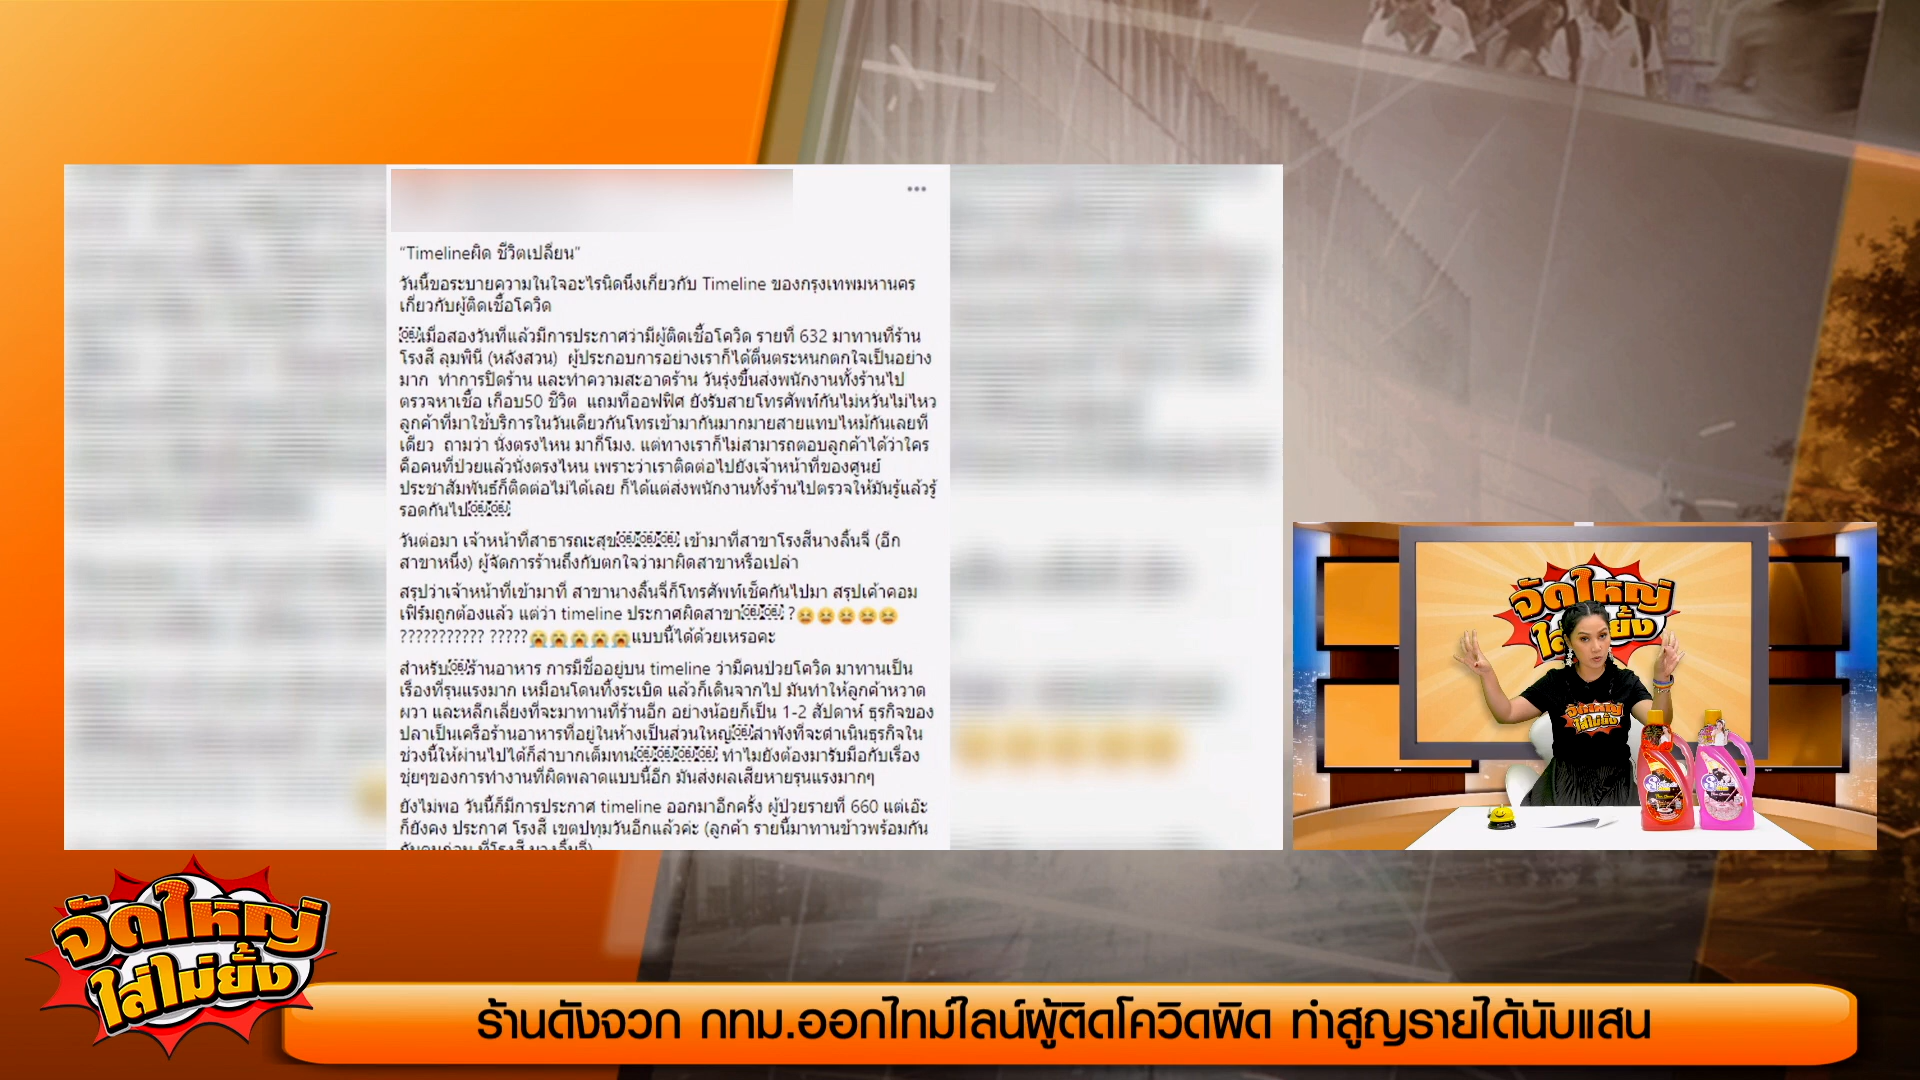 "Timelineผิด ชีวิตเปลี่ยน"
วันนี้ขอระบายความในใจอะไรนิดนึงเกี่ยวกับ Timeline ของกรุงเทพมหานคร
เกี่ยวกับผู้ติดเชื้อโควิด
เมื่อสองวันที่แล้วมีการประกาศว่ามีผู้ติดเชื้อโควิด รายที่ 632 มาทานที่ร้าน
โรงสี ลุมพินี (หลังสวน) ผู้ประกอบการอย่างเราก็ได้ตื่นตระหนกตกใจเป็นอย่าง
มาก ทำการปิดร้าน และทำความสะอาดร้าน วันรุ่งขึ้นส่งพนักงานทั้งร้านไป
ตรวจหาเชื้อ เกือบ50 ชีวิต แถมที่ออฟฟิศ ยังรับสายโทรศัพท์กันไม่หวั่นไม่ไหว
ลูกค้าที่มาใช้บริการในวันเดียวกันโทรเข้ามากันมากมายสายแทบไหม้กันเลยที
เดียว ถามว่า นั่งตรงไหน มากี่โมง. แต่ทางเราก็ไม่สามารถตอบลูกค้าได้ว่าใคร
คือคนที่ป่วยแล้วนั่งตรงไหน เพราะว่าเราติดต่อไปยังเจ้าหน้าที่ของศูนย์
ประชาสัมพันธ์ก็ติดต่อไม่ได้เลย ก็ได้แต่ส่งพนักงานทั้งร้านไปตรวจให้มันรู้แล้วรู้
รอดกันไป
วันต่อมา เจ้าหน้าที่สาธารณะสุข เข้ามาที่สาขาโรงสีนางลิ้นจี่ (อีก
สาขาหนึ่ง) ผู้จัดการร้านถึงกับตกใจว่ามาผิดสาขาหรือเปล่า
สรุปว่าเจ้าหน้าที่เข้ามาที่ สาขานางลิ้นจี่ก็โทรศัพท์เช็คกันไปมา สรุปเค้าคอม
เฟิร์มถูกต้องแล้ว แต่ว่า timeline ประกาศผิดสาขา ?😫😫😫😫😫
??????????? ?????😭😭😭😭😭แบบนี้ได้ด้วยเหรอคะ
สำหรับร้านอาหาร การมีชื่ออยู่บน timeline ว่ามีคนป่วยโควิด มาทานเป็น
เรื่องที่รุนแรงมาก เหมือนโดนทิ้งระเบิด แล้วก็เดินจากไป มันทำให้ลูกค้าหวาด
ผวา และหลีกเลี่ยงที่จะมาทานที่ร้านอีก อย่างน้อยก็เป็น 1-2 สัปดาห์ ธุรกิจของ
ปลาเป็นเครือร้านอาหารที่อยู่ในห้างเป็นส่วนใหญ่ลำพังที่จะดำเนินธุรกิจใน
ช่วงนี้ให้ผ่านไปได้ก็ลำบากเต็มทน ทำไมยังต้องมารับมือกับเรื่อง
ชุ่ยๆของการทำงานที่ผิดพลาดแบบนี้อีก มันส่งผลเสียหายรุนแรงมากๆ
ยังไม่พอ วันนี้ก็มีการประกาศ timeline ออกมาอีกครั้ง ผู้ป่วยรายที่ 660 แต่เอ๊ะ
ก็ยังคง ประกาศ โรงสี เขตปทุมวันอีกแล้วค่ะ (ลูกค้า รายนี้มาทานข้าวพร้อมกัน
กับคนก่อน ที่โรงสี นางลิ้นจี่)
จัดใหญ่
ใส่ไม่ยั้ง
จัดใหญ่
ใส่ไม่ยั้ง
จัดใหญ่
ใส่ไม่ยั้ง
ร้านดังจวก กทม.ออกไทม์ไลน์ผู้ติดโควิดผิด ทำสูญรายได้นับแสน